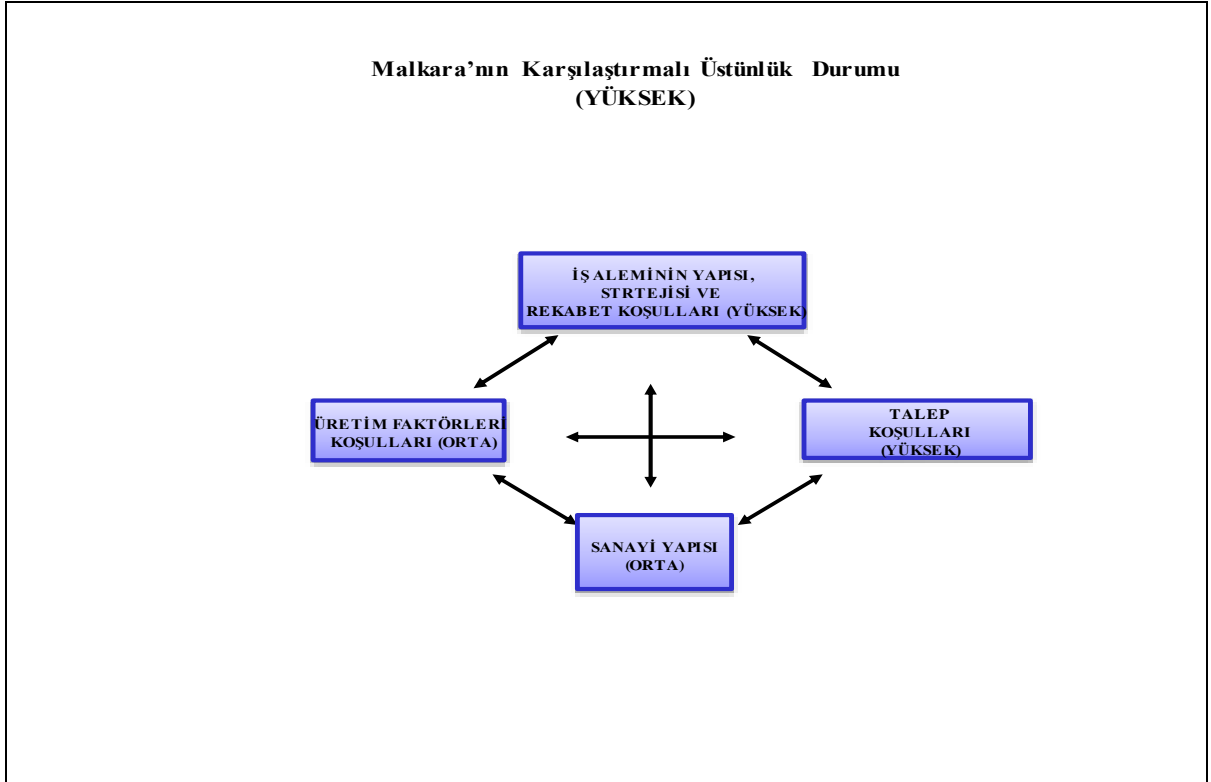 Malkara’nın Karşılaştırmalı Üstünlük Durumu
(YÜKSEK)
İŞ ALEMİNİN YAPISI,
STRTEJİSİ VE
REKABET KOŞULLARI (YÜKSEK)
ÜRETİM FAKTÖRLERİ
KOŞULLARI (ORTA)
TALEP
KOŞULLARI
(YÜKSEK)
SANAYİ YAPISI
(ORTA)